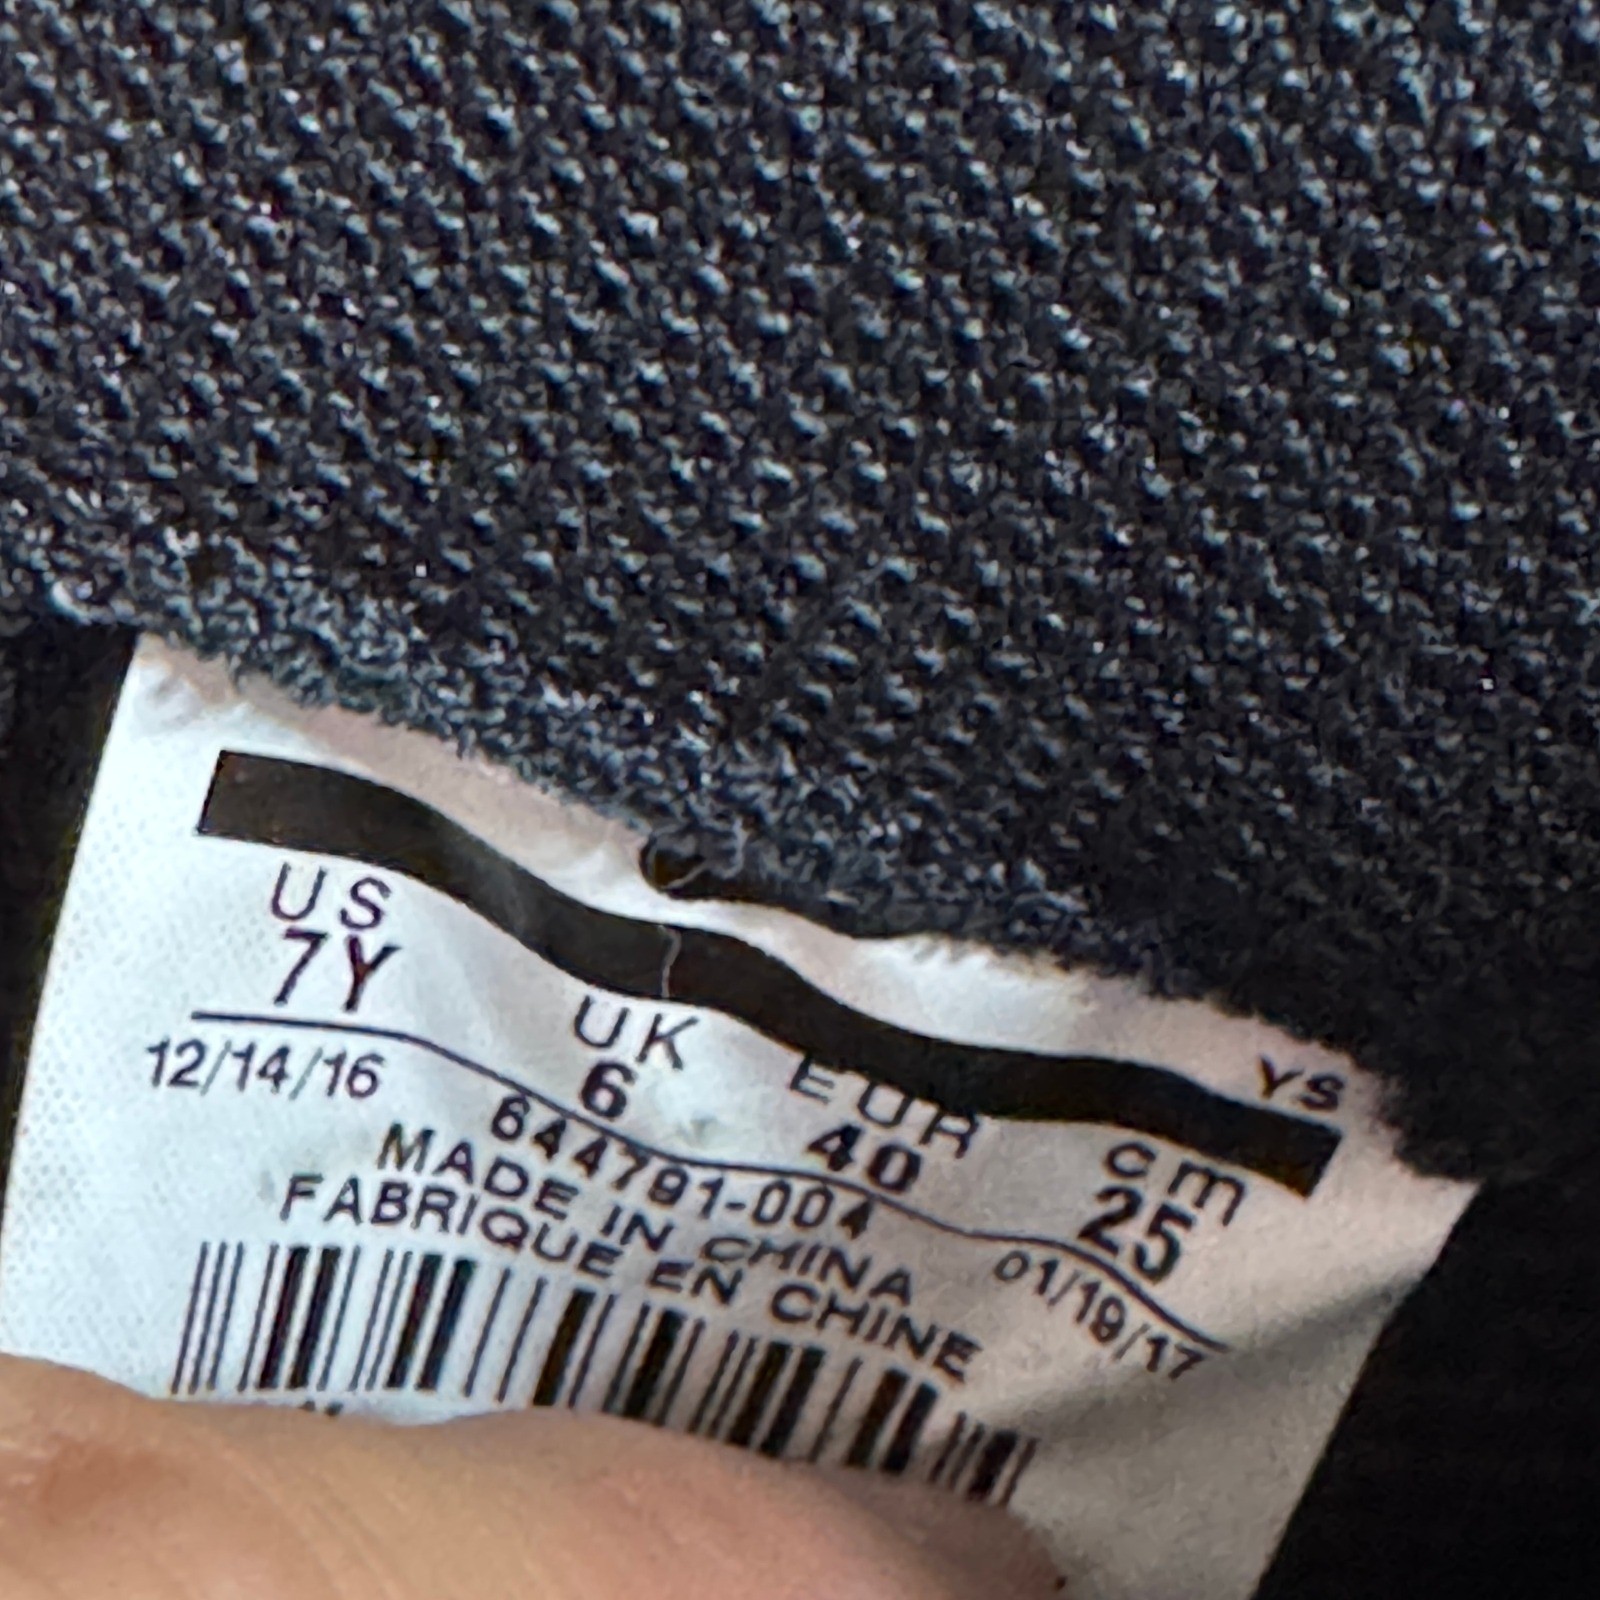 YS
US UK EUR cm
7Y 6 40 25
12/14/16 01/19/17
644791-004
MADE IN CHINA
FABRIQUE EN CHINE